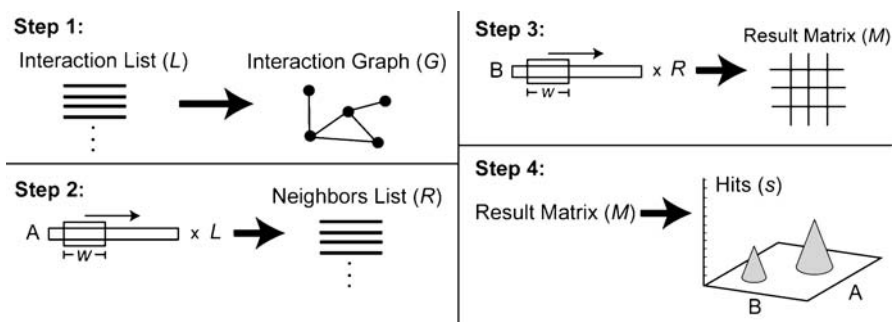 Step 1:
Interaction List (L)
Interaction Graph (G)
Step 2:
Neighbors List (R)
A
x L
w
Step 3:
Result Matrix (M)
B
x R
w
Step 4:
Hits (s)
Result Matrix (M)
A
B